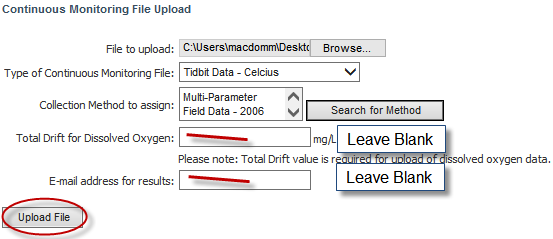 Continuous Monitoring File Upload
File to upload: C:\Users\macdomm\Deskto Browse...
Type of Continuous Monitoring File: Tidbit Data - Celcius
Collection Method to assign: Multi-Parameter
Field Data - 2006 Search for Method
Total Drift for Dissolved Oxygen: mg/L Leave Blank
Please note: Total Drift value is required for upload of dissolved oxygen data.
E-mail address for results: Leave Blank
Upload File